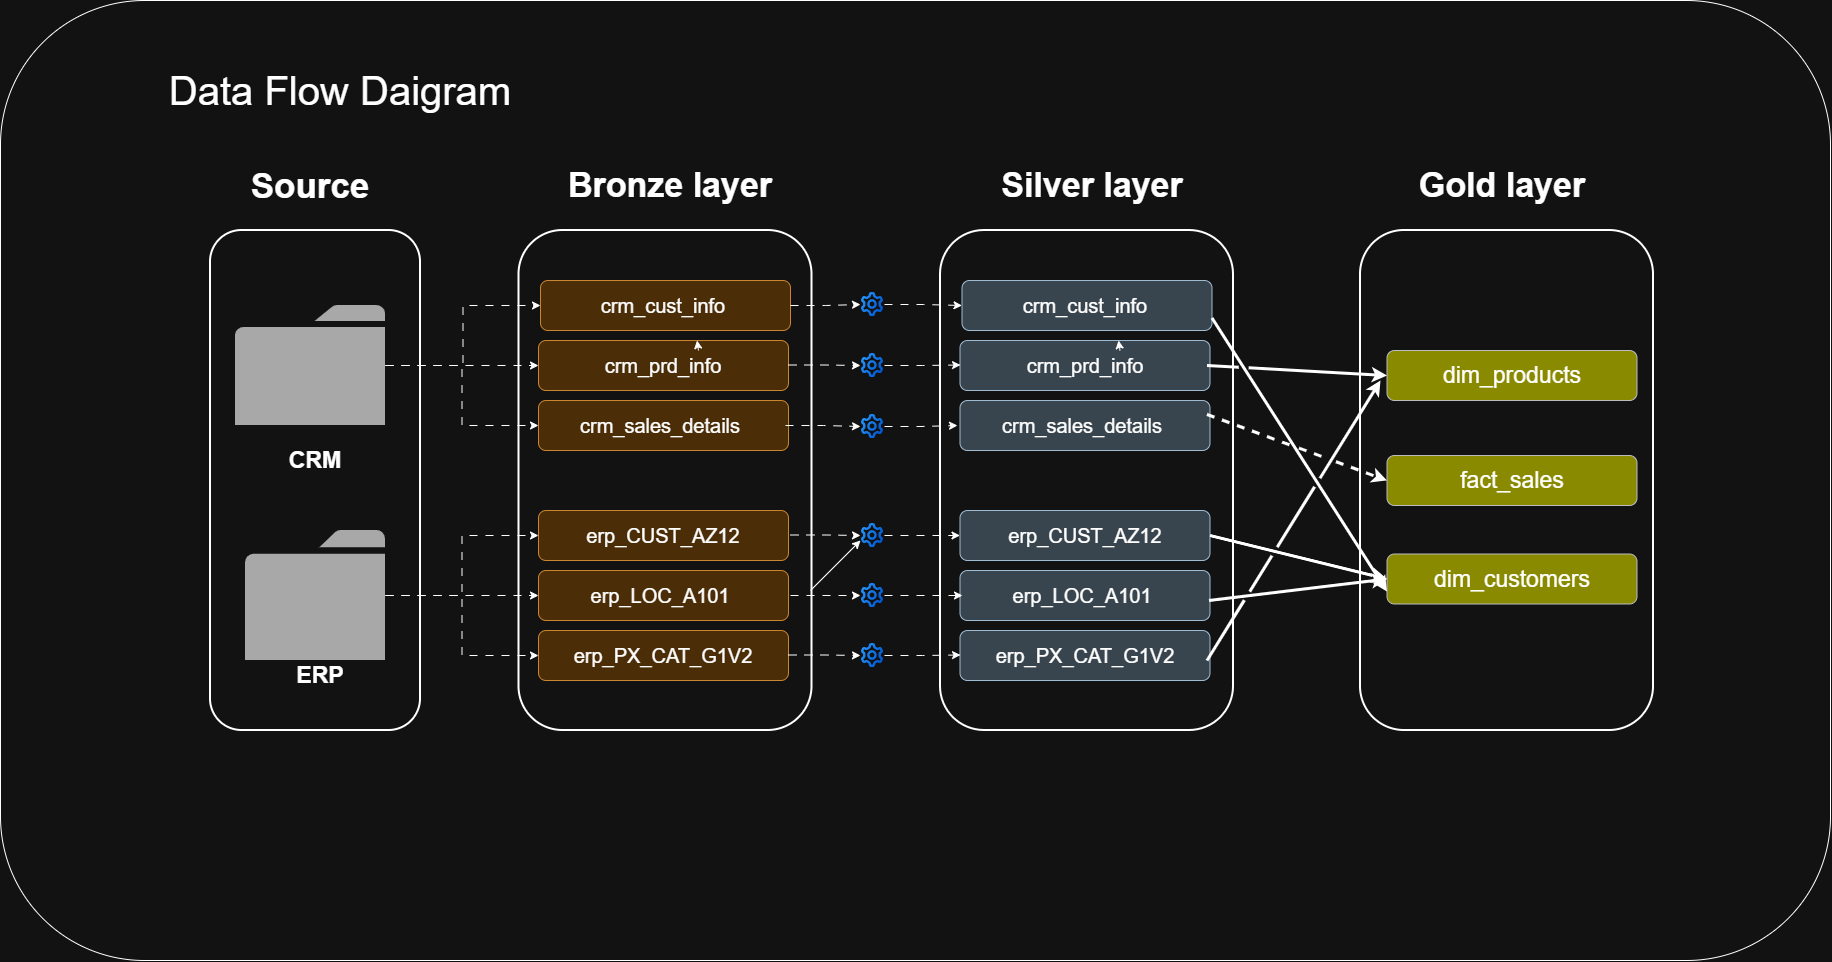 Data Flow Daigram
Source
Bronze layer
Silver layer
Gold layer
CRM
ERP
crm_cust_info
crm_prd_info
crm_sales_details
erp_CUST_AZ12
erp_LOC_A101
erp_PX_CAT_G1V2
crm_cust_info
crm_prd_info
crm_sales_details
erp_CUST_AZ12
erp_LOC_A101
erp_PX_CAT_G1V2
dim_products
fact_sales
dim_customers